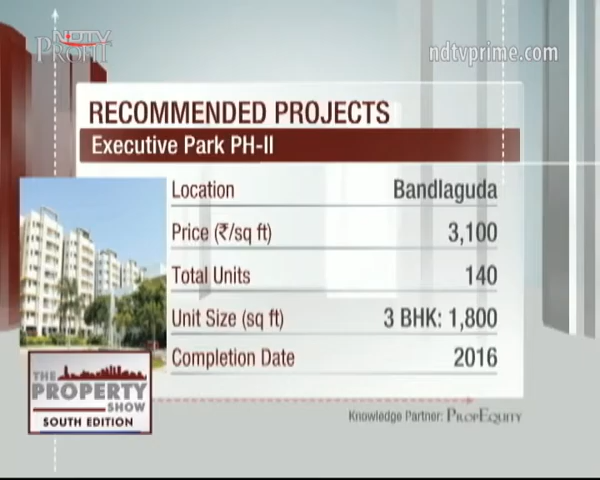 NDTV
PROFIT
ndtvprime.com
RECOMMENDED PROJECTS
Executive Park PH-II
Location Bandlaguda
Price (₹/sq ft) 3,100
Total Units 140
Unit Size (sq ft) 3 BHK: 1,800
Completion Date 2016
THE
PROPERTY
SHOW
SOUTH EDITION
Knowledge Partner: PROPEQUITY